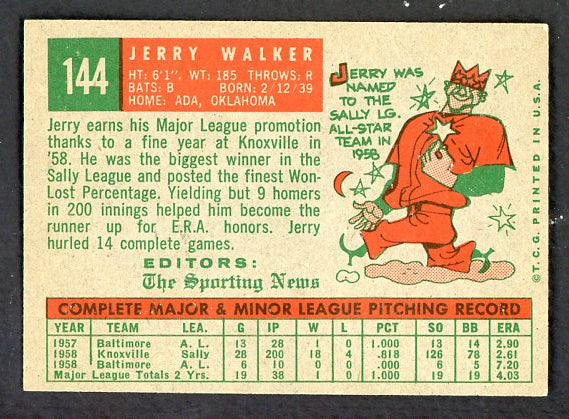 144
JERRY WALKER
HT: 6'1". WT: 185 THROWS: R
BATS: B BORN: 2/12/39
HOME: ADA, OKLAHOMA
Jerry earns his Major League promotion
thanks to a fine year at Knoxville in
'58. He was the biggest winner in the
Sally League and posted the finest Won-
Lost Percentage. Yielding but 9 homers
in 200 innings helped him become the
runner up for E.R.A. honors. Jerry
hurled 14 complete games.
EDITORS:
The Sporting News
JERRY WAS
NAMED
TO THE
SALLY LG.
ALL-STAR
TEAM IN
1958
© T.C.G. PRINTED IN U.S.A.
COMPLETE MAJOR & MINOR LEAGUE PITCHING RECORD
YEAR TEAM LEA. G IP W L PCT SO BB ERA
1957 Baltimore A. L. 13 28 1 0 1.000 13 14 2.90
1958 Knoxville Sally 28 200 18 4 .818 126 78 2.61
1958 Baltimore A. L. 6 10 0 0 .000 6 5 7.20
Major League Totals 2 Yrs. 19 38 1 0 1.000 19 19 4.03